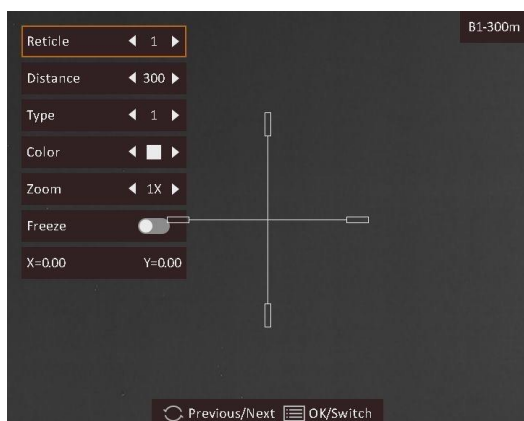 B1-300m
Reticle 1
Distance 300
Type 1
Color
Zoom 1X
Freeze
X=0.00 Y=0.00
Previous/Next OK/Switch